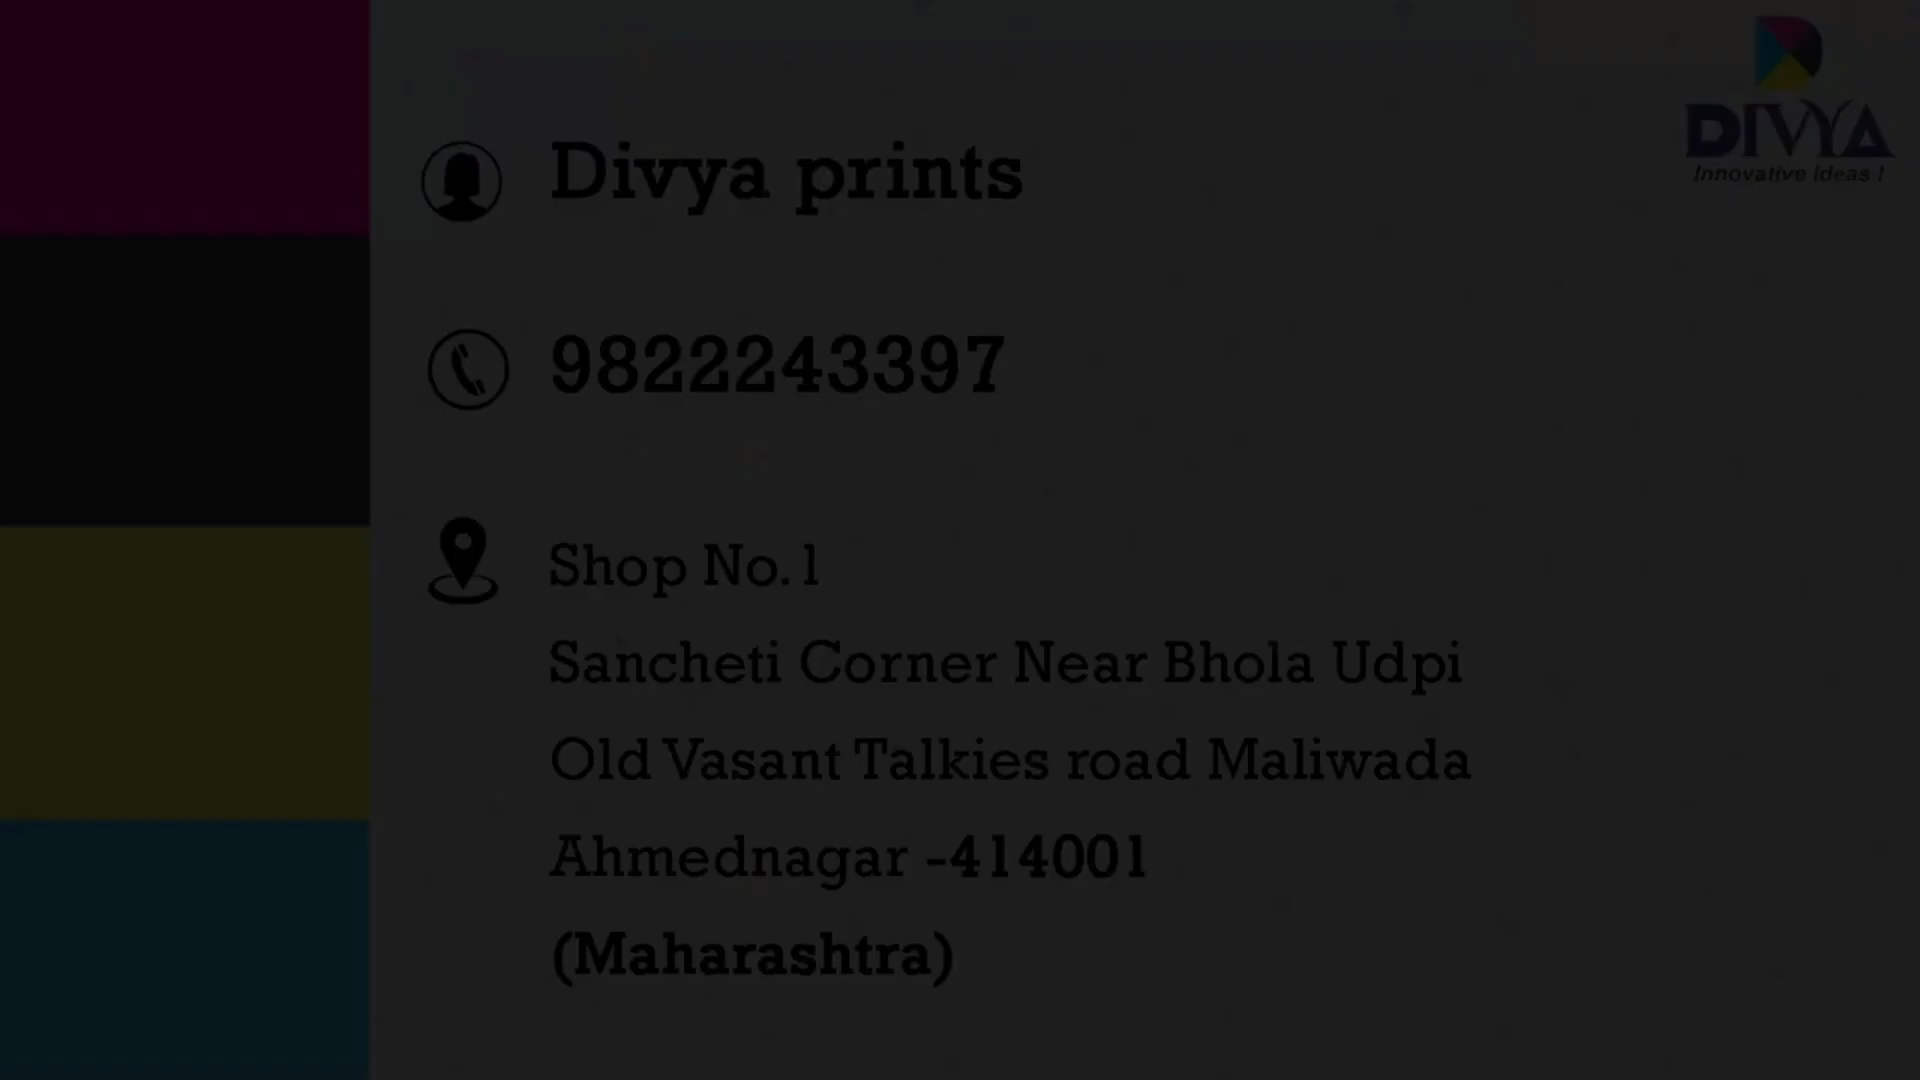 DIVYA
Innovative Ideas !
Divya prints
9822243397
Shop No.1
Sancheti Corner Near Bhola Udpi
Old Vasant Talkies road Maliwada
Ahmednagar -414001
(Maharashtra)